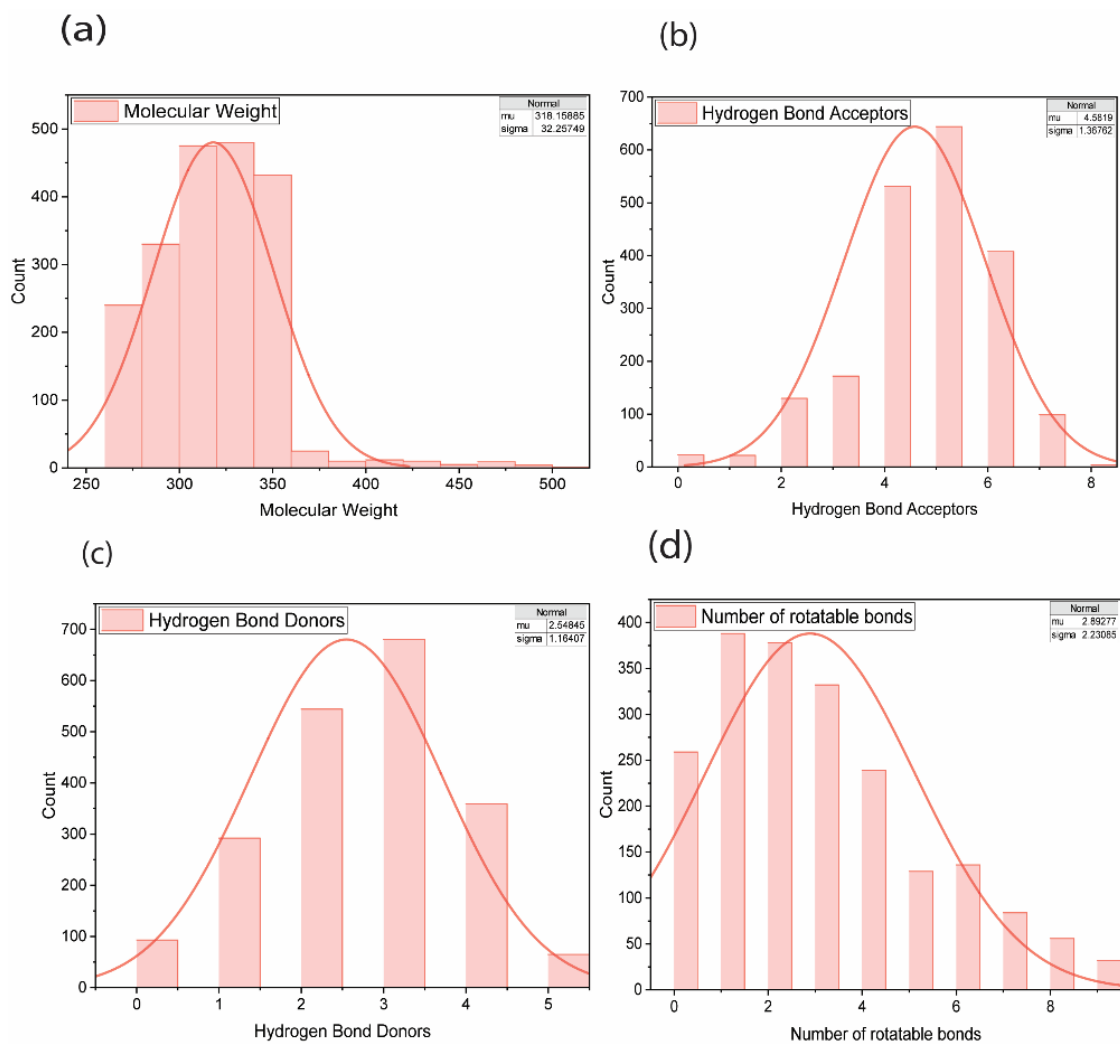 (a)
Molecular Weight
Normal
mu 318.15885
sigma 32.25749
500
400
300
200
100
0
Count
250 300 350 400 450 500
Molecular Weight
(b)
Hydrogen Bond Acceptors
Normal
mu 4.5819
sigma 1.36762
700
600
500
400
300
200
100
0
Count
0 2 4 6 8
Hydrogen Bond Acceptors
(c)
Hydrogen Bond Donors
Normal
mu 2.54845
sigma 1.16407
700
600
500
400
300
200
100
0
Count
0 1 2 3 4 5
Hydrogen Bond Donors
(d)
Number of rotatable bonds
Normal
mu 2.89277
sigma 2.23085
400
350
300
250
200
150
100
50
0
Count
0 2 4 6 8
Number of rotatable bonds